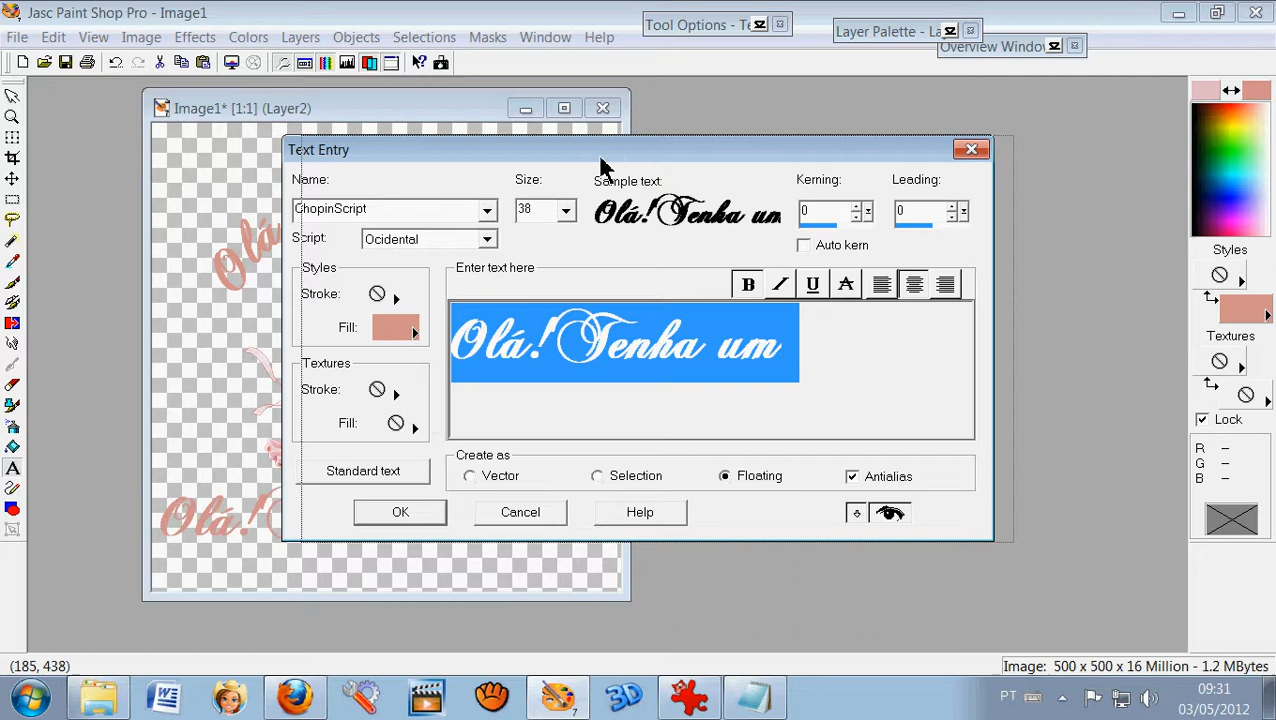 Jasc Paint Shop Pro - Image1
Tool Options - Te
Layer Palette - La
Overview Window
File Edit View Image Effects Colors Layers Objects Selections Masks Window Help
Image1* [1:1] (Layer2)
Text Entry
Name: Size: Sample text: Kerning: Leading:
ChopinScript 38 Olá!Tenha um 0 0
Script: Ocidental Auto kern
Styles Enter text here
B I U A
Stroke:
Fill:
Olá!Tenha um
Textures
Stroke:
Fill:
Create as
Standard text Vector Selection Floating Antialias
OK Cancel Help
Olá
Olá!
Styles
Textures
Lock
R –
G –
B –
(185, 438) Image: 500 x 500 x 16 Million - 1.2 MBytes
7 3D PT 09:31
03/05/2012